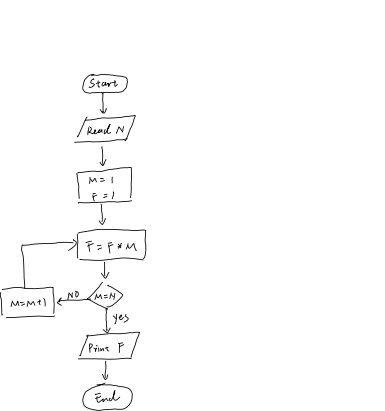 Start
Read N
M = 1
F = 1
F = F * M
M=N
NO
M=M+1
yes
Print F
End